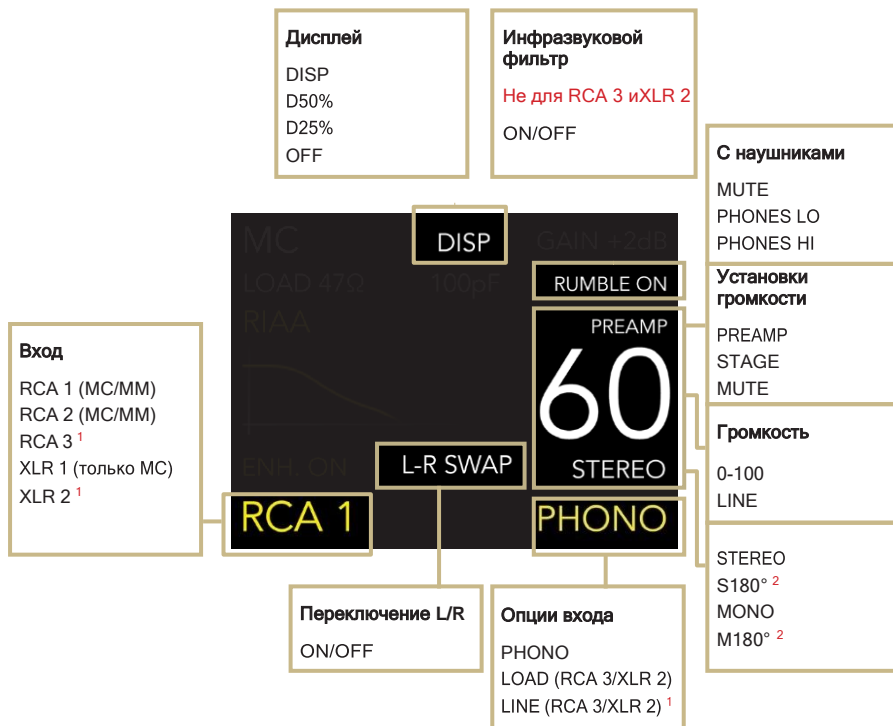 Дисплей
DISP
D50%
D25%
OFF
Инфразвуковой
фильтр
Не для RCA 3 иXLR 2
ON/OFF
С наушниками
MUTE
PHONES LO
PHONES HI
Установки
громкости
PREAMP
STAGE
MUTE
Громкость
0-100
LINE
STEREO
S180° 2
MONO
M180° 2
Вход
RCA 1 (MC/MM)
RCA 2 (MC/MM)
RCA 3 1
XLR 1 (только MC)
XLR 2 1
MC
DISP
GAIN +2dB
LOAD 47Ω
100pF
RUMBLE ON
RIAA
PREAMP
60
ENH. ON
L-R SWAP
STEREO
RCA 1
PHONO
Переключение L/R
ON/OFF
Опции входа
PHONO
LOAD (RCA 3/XLR 2)
LINE (RCA 3/XLR 2) 1